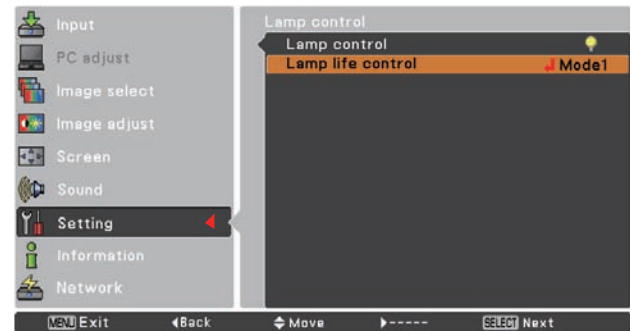 Input
PC adjust
Image select
Image adjust
Screen
Sound
Setting
Information
Network
Lamp control
Lamp control
Lamp life control Mode1
MENU Exit Back Move ----- SELECT Next